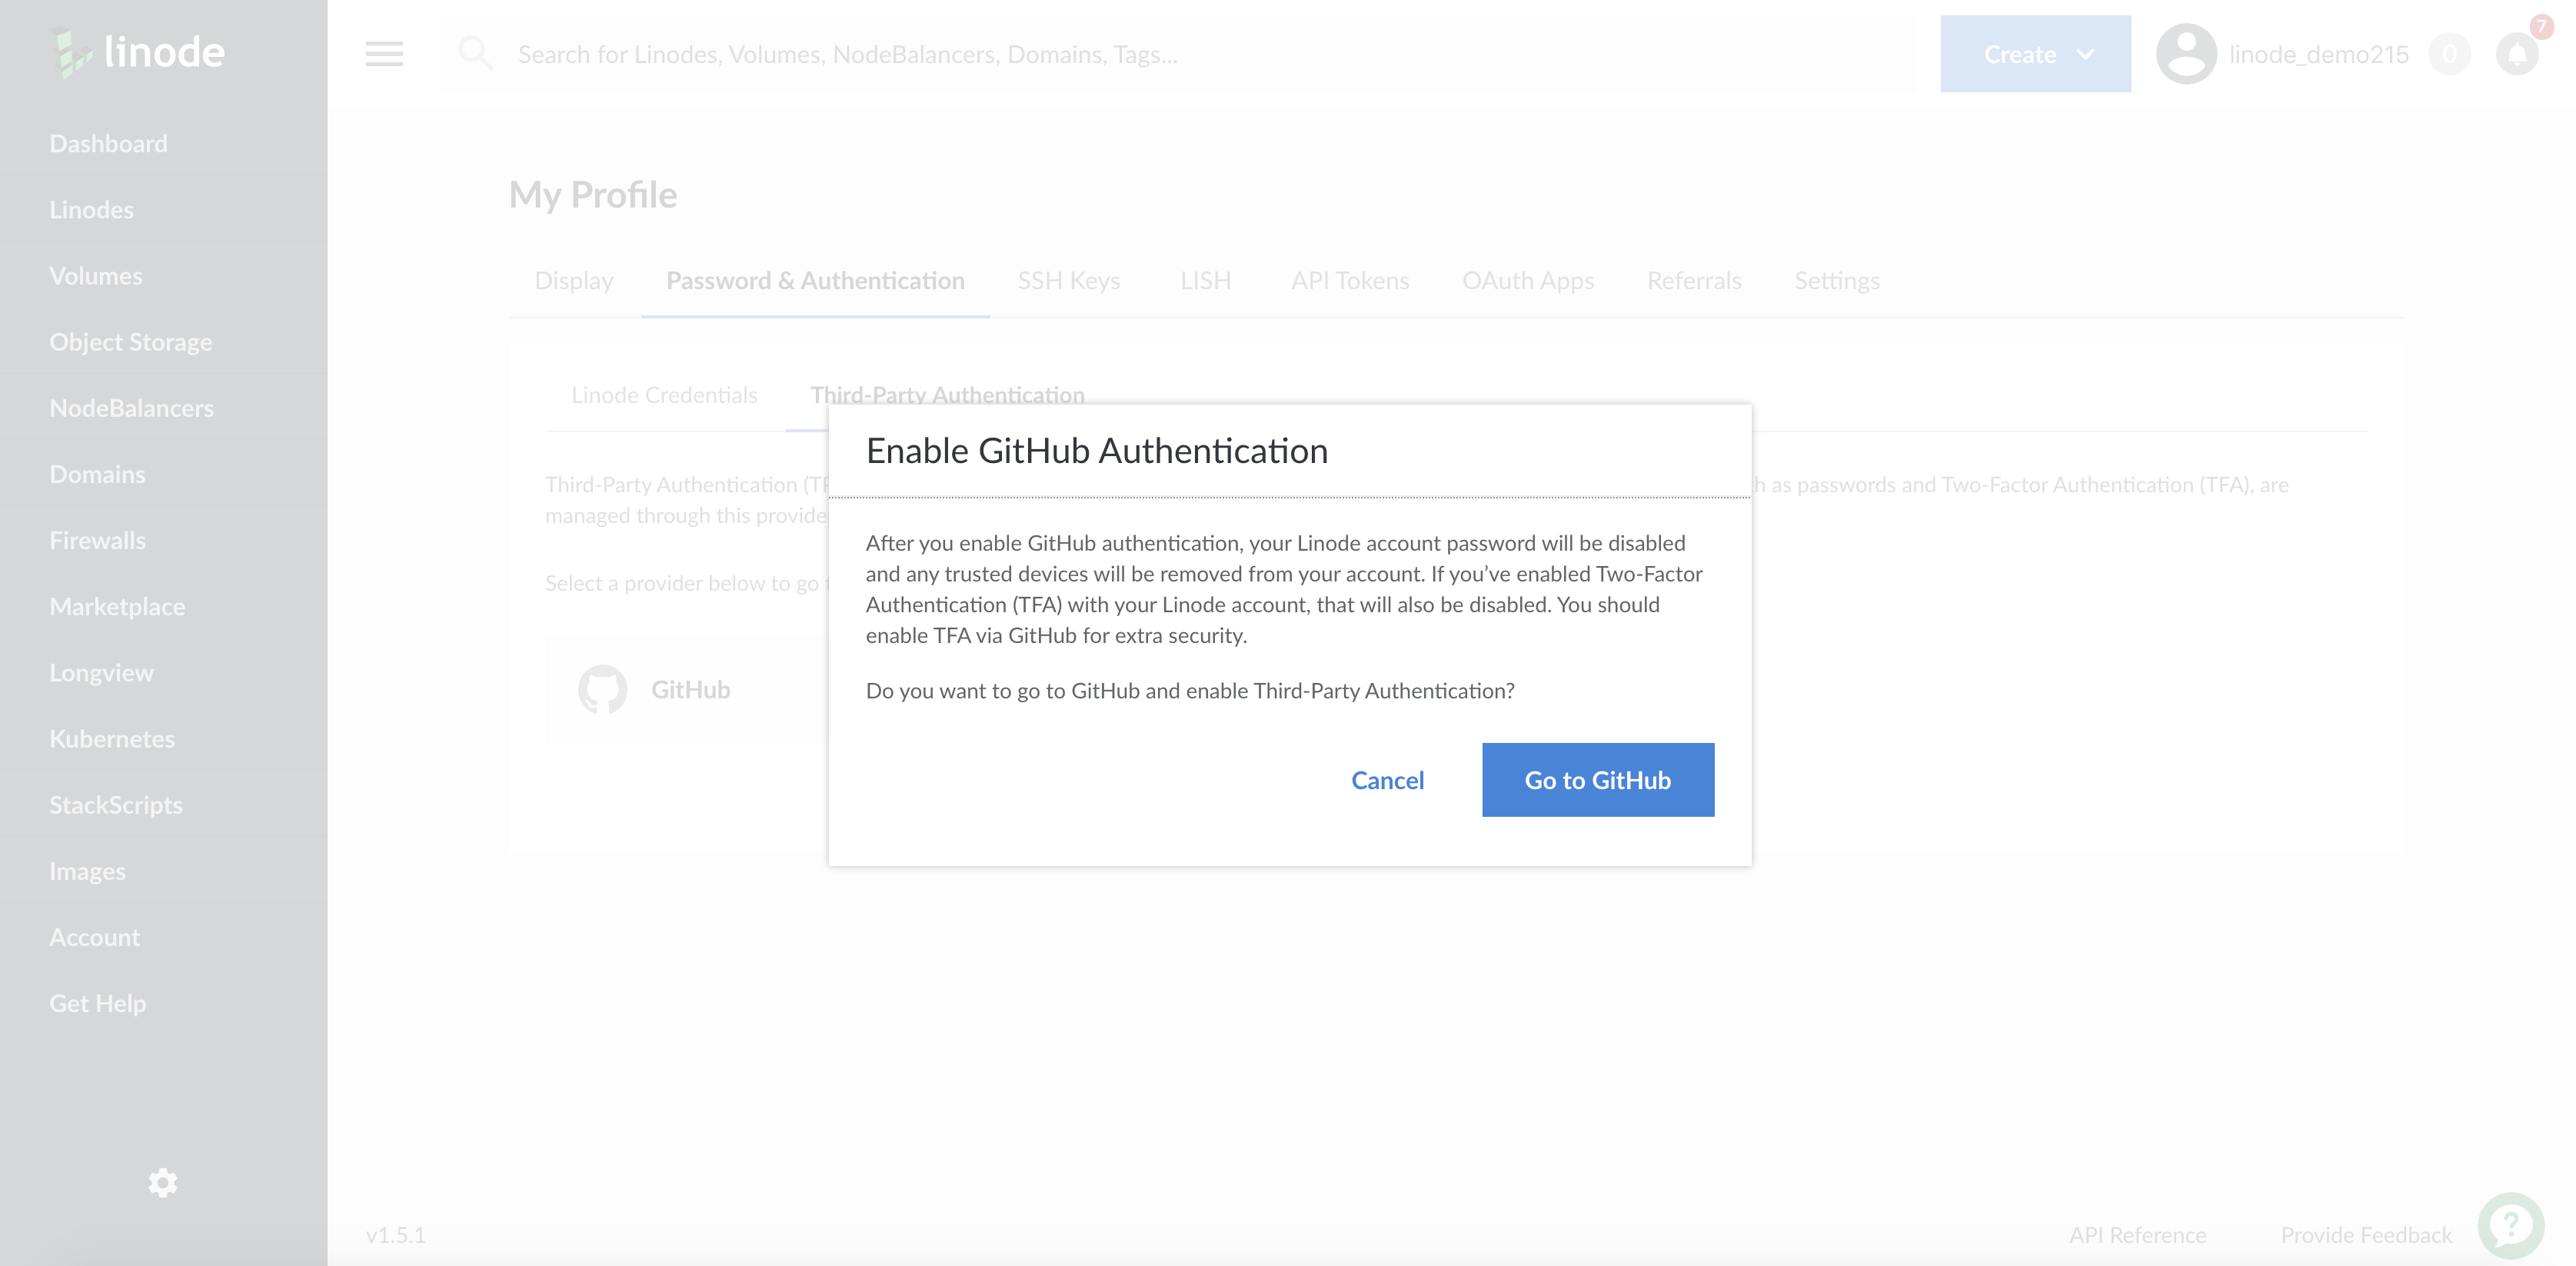 linode
Search for Linodes, Volumes, NodeBalancers, Domains, Tags...
Create
linode_demo215
0
7
Dashboard
Linodes
Volumes
Object Storage
NodeBalancers
Domains
Firewalls
Marketplace
Longview
Kubernetes
StackScripts
Images
Account
Get Help
My Profile
Display
Password & Authentication
SSH Keys
LISH
API Tokens
OAuth Apps
Referrals
Settings
Linode Credentials
Third-Party Authentication
Third-Party Authentication
as passwords and Two-Factor Authentication (TFA), are
managed through this
Select a provider below to go
GitHub
Enable GitHub Authentication
After you enable GitHub authentication, your Linode account password will be disabled
and any trusted devices will be removed from your account. If you’ve enabled Two-Factor
Authentication (TFA) with your Linode account, that will also be disabled. You should
enable TFA via GitHub for extra security.
Do you want to go to GitHub and enable Third-Party Authentication?
Cancel
Go to GitHub
v1.5.1
API Reference
Provide Feedback
?